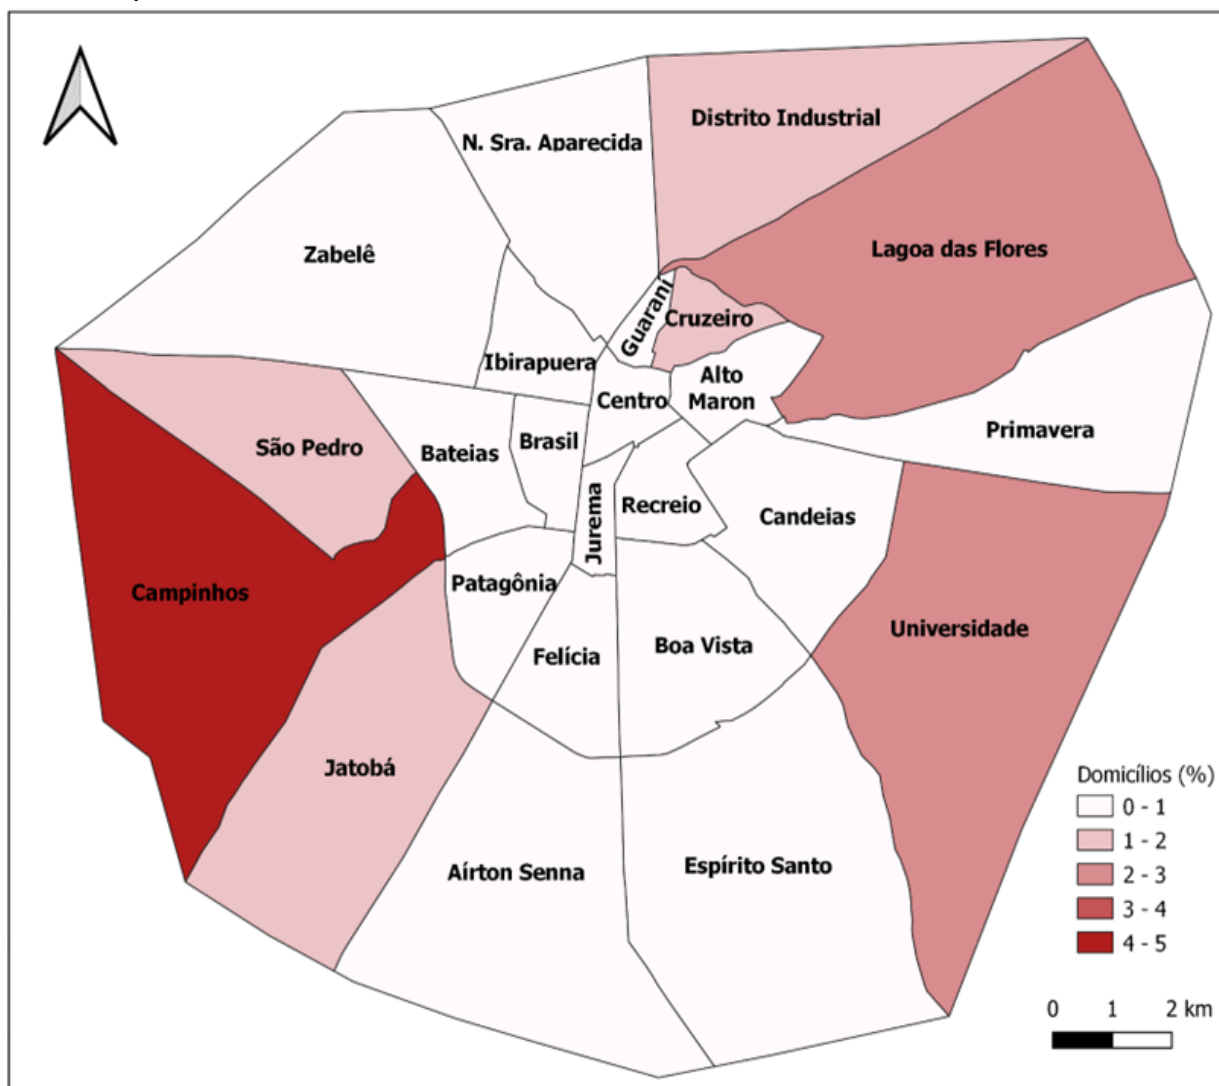 Distrito Industrial
N. Sra. Aparecida
Lagoa das Flores
Zabelê
Guarani
Cruzeiro
Ibirapuera
Alto
Maron
Centro
Primavera
São Pedro
Bateias
Brasil
Recreio
Candeias
Jurema
Campinhos
Patagônia
Universidade
Felícia
Boa Vista
Jatobá
Aírton Senna
Espírito Santo
Domicílios (%)
0 - 1
1 - 2
2 - 3
3 - 4
4 - 5
0 1 2 km